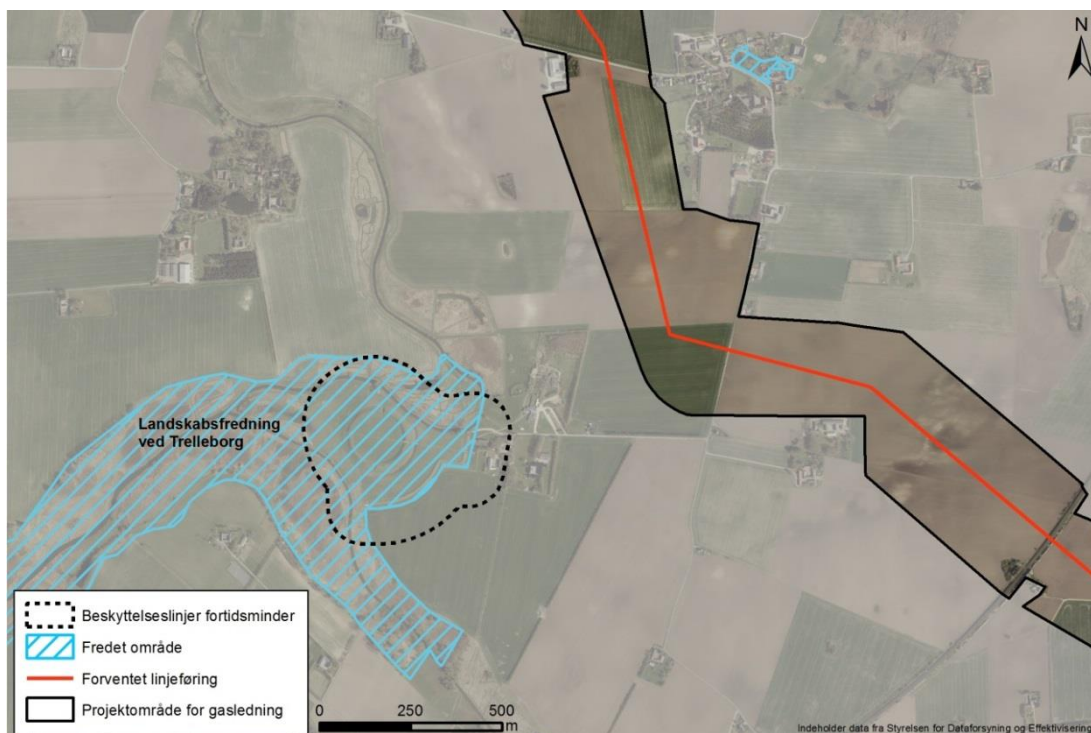 N
Landskabsfredning
ved Trelleborg
Beskyttelseslinjer fortidsminder
Fredet område
Forventet linjeføring
Projektområde for gasledning
0 250 500
m
Indeholder data fra Styrelsen for Dataforsyning og Effektivisering